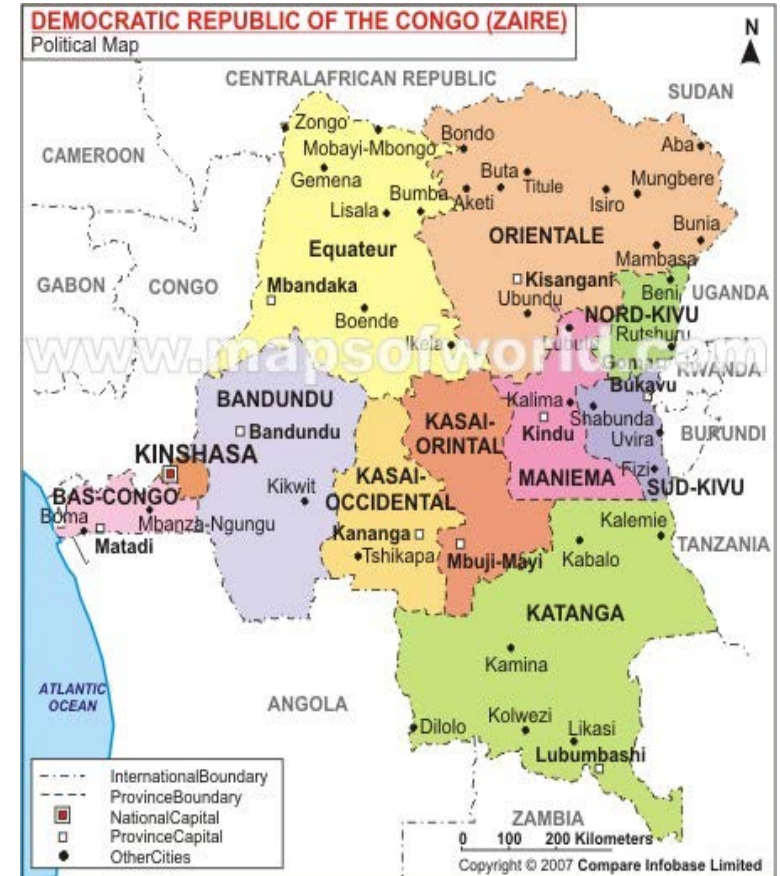 DEMOCRATIC REPUBLIC OF THE CONGO (ZAIRE)
Political Map
N
CENTRALAFRICAN REPUBLIC
SUDAN
CAMEROON
Zongo
Mobayi-Mbongo
Bondo
Aba
Gemena
Buta
Titule
Mungbere
Bumba
Aketi
Isiro
Lisala
Bunia
Equateur
ORIENTALE
Mambasa
GABON
CONGO
Mbandaka
Kisangani
Beni
UGANDA
Boende
Ubundu
NORD-KIVU
Ikela
Rutshuru
www.mapsofworld.com
RWANDA
BANDUNDU
Kalima
Bukavu
Bandundu
KASAI-
ORINTAL
Shabunda
Kindu
Uvira
BURUNDI
KINSHASA
KASAI-
OCCIDENTAL
MANIEMA
Fizi
SUD-KIVU
BAS-CONGO
Kikwit
Boma
Mbanza-Ngungu
Matadi
Kananga
Kalemie
Tshikapa
Mbuji-Mayi
Kabalo
TANZANIA
KATANGA
Kamina
ATLANTIC
OCEAN
ANGOLA
Dilolo
Kolwezi
Likasi
Lubumbashi
InternationalBoundary
ProvinceBoundary
NationalCapital
ProvinceCapital
OtherCities
ZAMBIA
0 100 200 Kilometers
Copyright © 2007 Compare Infobase Limited